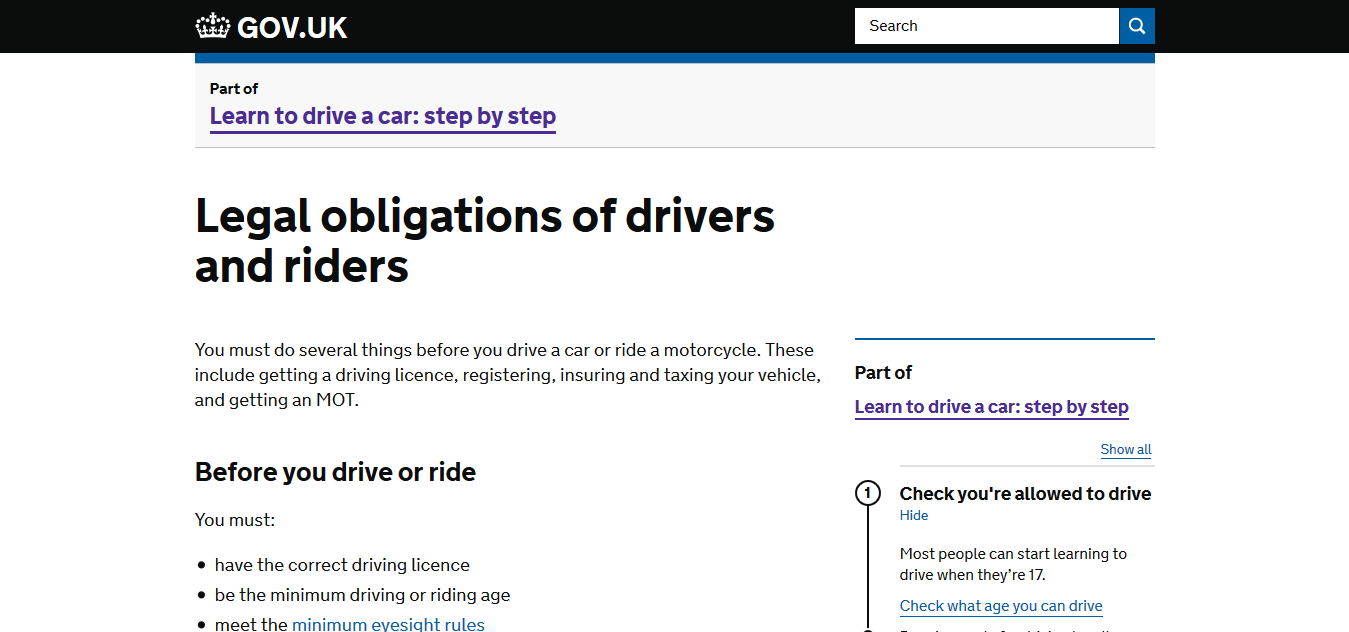 GOV.UK
Search
Part of
Learn to drive a car: step by step
Legal obligations of drivers
and riders
You must do several things before you drive a car or ride a motorcycle. These
include getting a driving licence, registering, insuring and taxing your vehicle,
and getting an MOT.
Before you drive or ride
You must:
• have the correct driving licence
• be the minimum driving or riding age
• meet the minimum eyesight rules
Part of
Learn to drive a car: step by step
Show all
1 Check you're allowed to drive
Hide
Most people can start learning to
drive when they’re 17.
Check what age you can drive